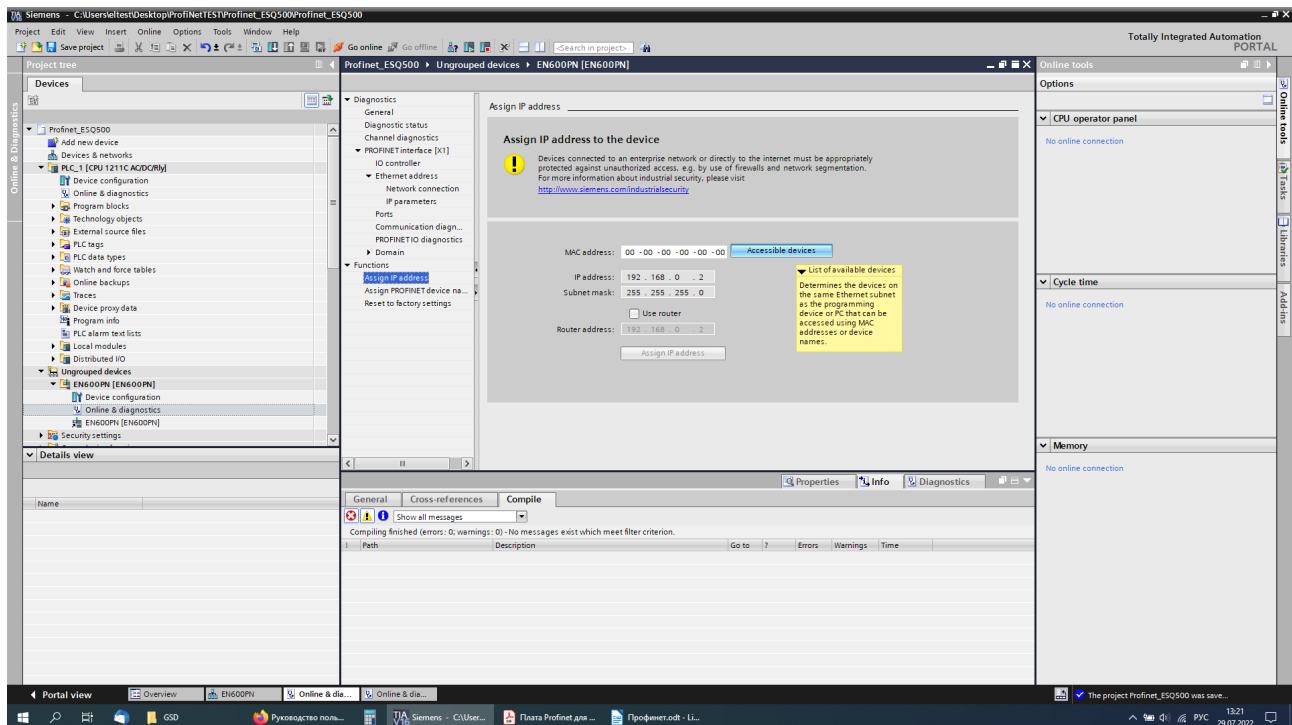 Siemens - C:\Users\eltest\Desktop\ProfiNetTEST\Profinet_ESQ500\Profinet_ESQ500
Project Edit View Insert Online Options Tools Window Help
Totally Integrated Automation
PORTAL
Save project
Go online
Go offline
<Search in project>
Project tree
Profinet_ESQ500 ▸ Ungrouped devices ▸ EN600PN [EN600PN]
Online tools
Devices
Options
Online & Diagnostics
Profinet_ESQ500
Add new device
Devices & networks
PLC_1 [CPU 1211C AC/DC/Rly]
Device configuration
Online & diagnostics
Program blocks
Technology objects
External source files
PLC tags
PLC data types
Watch and force tables
Online backups
Traces
Device proxy data
Program info
PLC alarm text lists
Local modules
Distributed I/O
Ungrouped devices
EN600PN [EN600PN]
Device configuration
Online & diagnostics
EN600PN [EN600PN]
Security settings
Details view
Name
Diagnostics
General
Diagnostic status
Channel diagnostics
PROFINET interface [X1]
IO controller
Ethernet address
Network connection
IP parameters
Ports
Communication diagn...
PROFINET IO diagnostics
Domain
Functions
Assign IP address
Assign PROFINET device na...
Reset to factory settings
Assign IP address
Assign IP address to the device
Devices connected to an enterprise network or directly to the internet must be appropriately
protected against unauthorized access, e.g. by use of firewalls and network segmentation.
For more information about industrial security, please visit
http://www.siemens.com/industrialsecurity
MAC address: 00 -00 -00 -00 -00 -00 Accessible devices
IP address: 192 . 168 . 0 . 2
Subnet mask: 255 . 255 . 255 . 0
Use router
Router address: 192 . 168 . 0 . 2
Assign IP address
List of available devices
Determines the devices on
the same Ethernet subnet
as the programming
device or PC that can be
accessed using MAC
addresses or device
names.
CPU operator panel
No online connection
Cycle time
No online connection
Memory
No online connection
Online tools
Tasks
Libraries
Add-ins
Properties Info Diagnostics
General Cross-references Compile
Show all messages
Compiling finished (errors: 0; warnings: 0) - No messages exist which meet filter criterion.
! Path Description Go to ? Errors Warnings Time
Portal view Overview EN600PN Online & dia... Online & dia...
The project Profinet_ESQ500 was save...
GSD
Руководство поль...
Siemens - C:\User...
Плата Profinet для ...
Профинет.odt - Li...
РУС
13:21
29.07.2022